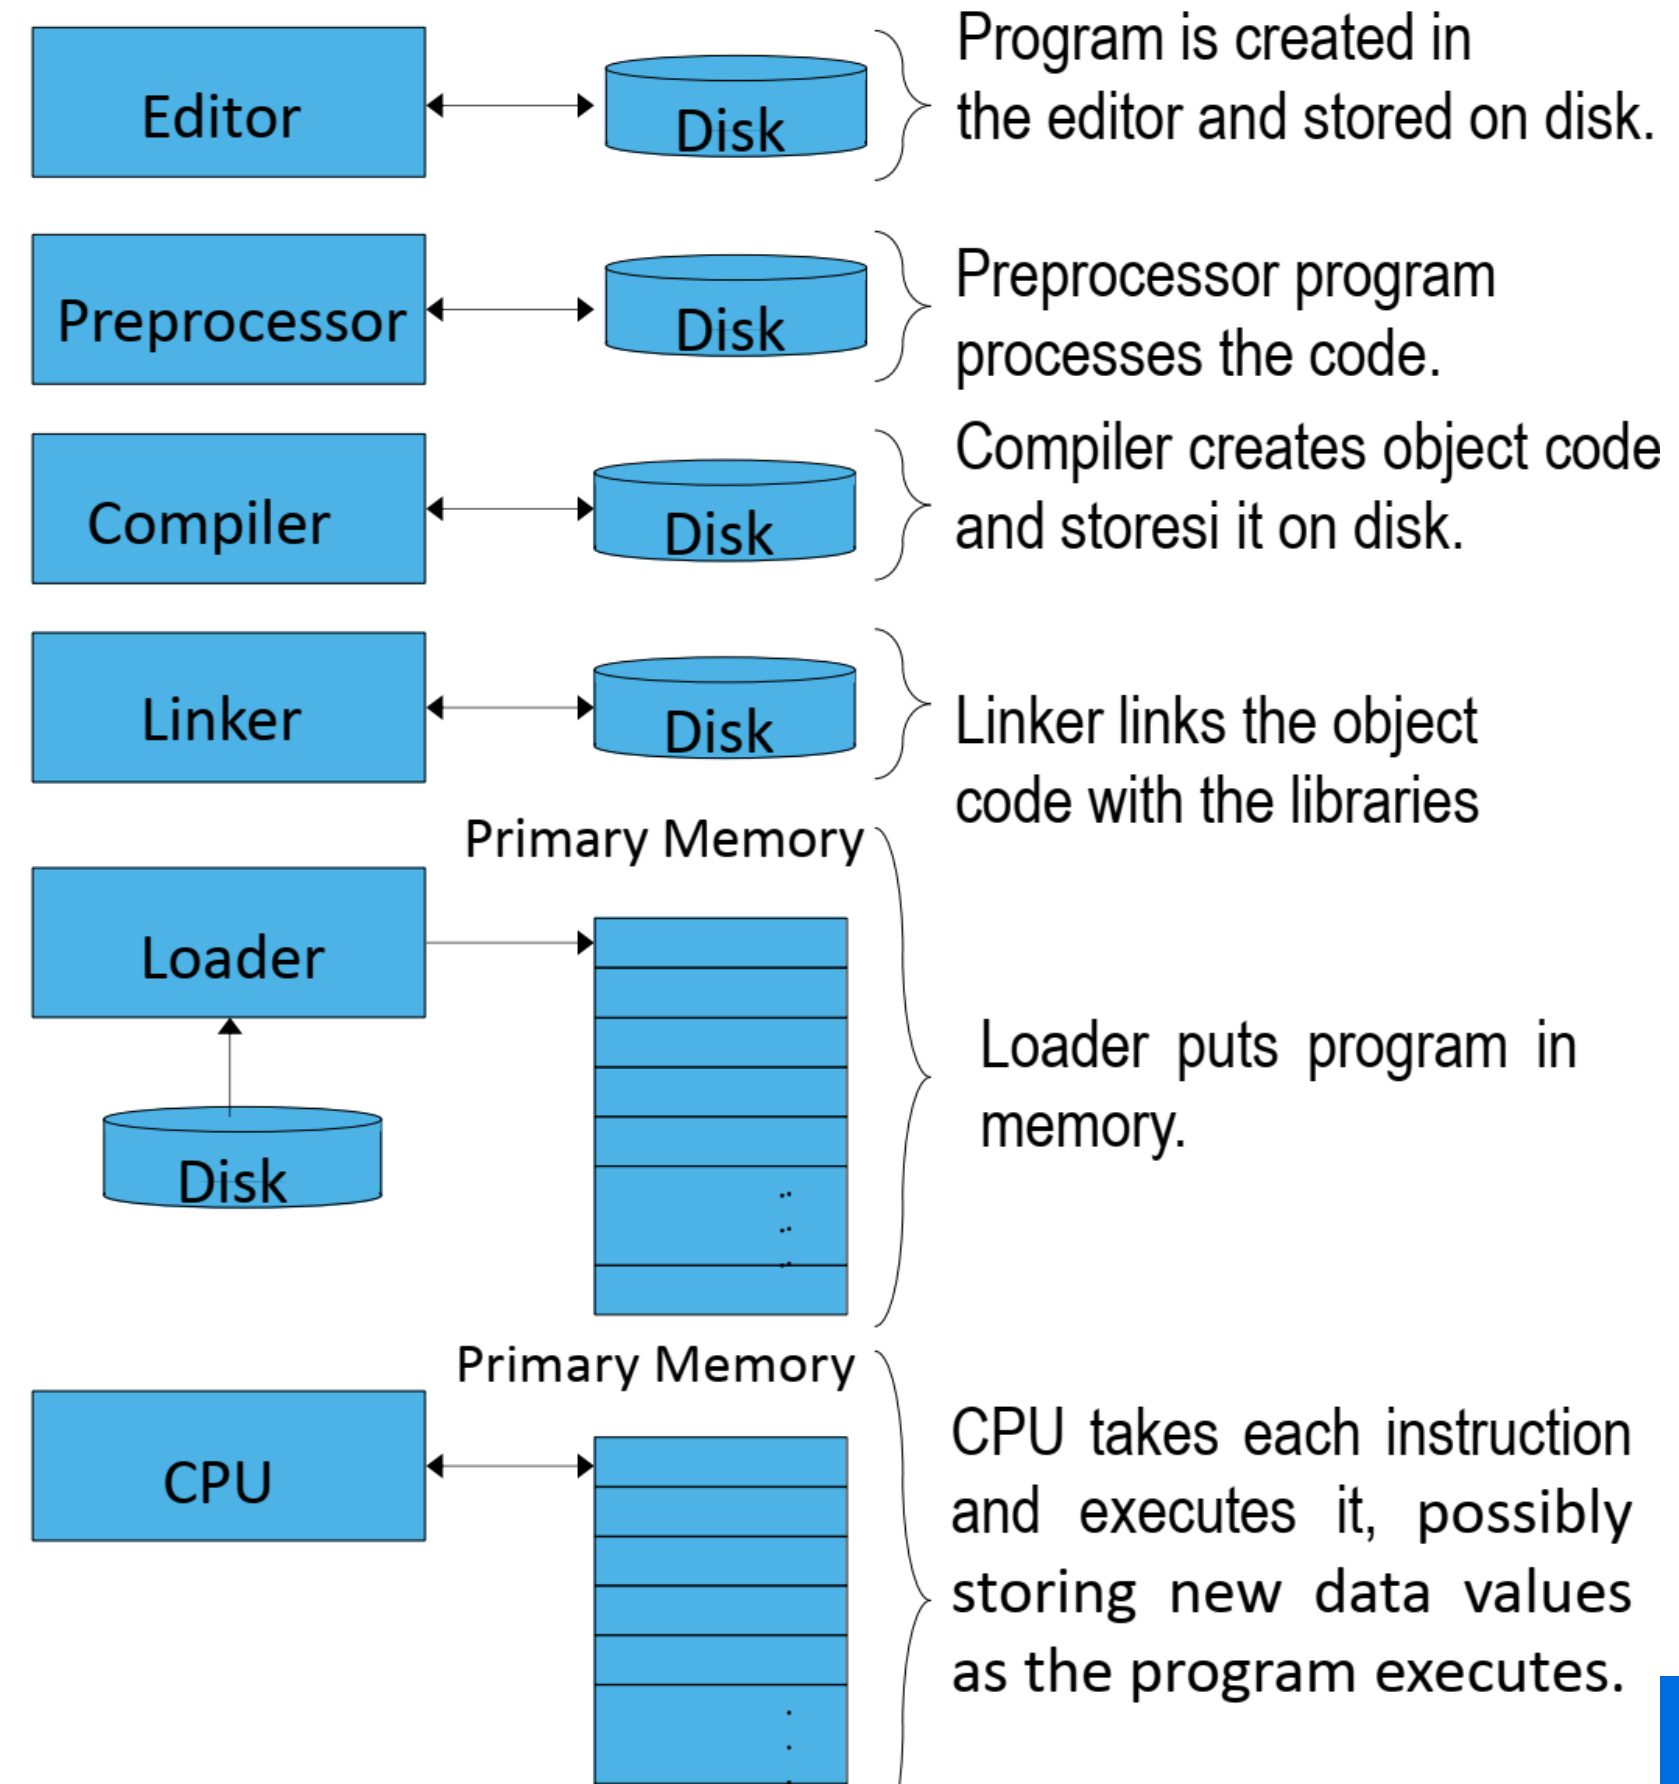 Editor
Disk
Program is created in
the editor and stored on disk.
Preprocessor
Disk
Preprocessor program
processes the code.
Compiler
Disk
Compiler creates object code
and storesi it on disk.
Linker
Disk
Linker links the object
code with the libraries
Primary Memory
Loader
Disk
Loader puts program in
memory.
Primary Memory
CPU
CPU takes each instruction
and executes it, possibly
storing new data values
as the program executes.